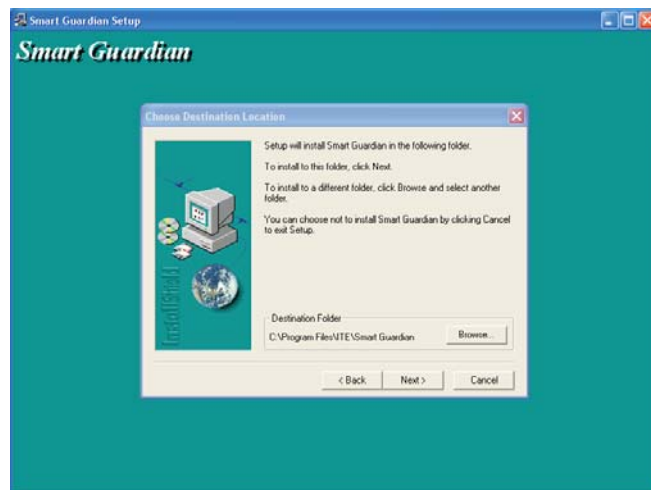 Smart Guardian Setup
Smart Guardian
Choose Destination Location
Setup will install Smart Guardian in the following folder.
To install to this folder, click Next.
To install to a different folder, click Browse and select another
folder.
You can choose not to install Smart Guardian by clicking Cancel
to exit Setup.
InstallShield
Destination Folder
C:\Program Files\ITE\Smart Guardian
Browse...
< Back
Next >
Cancel